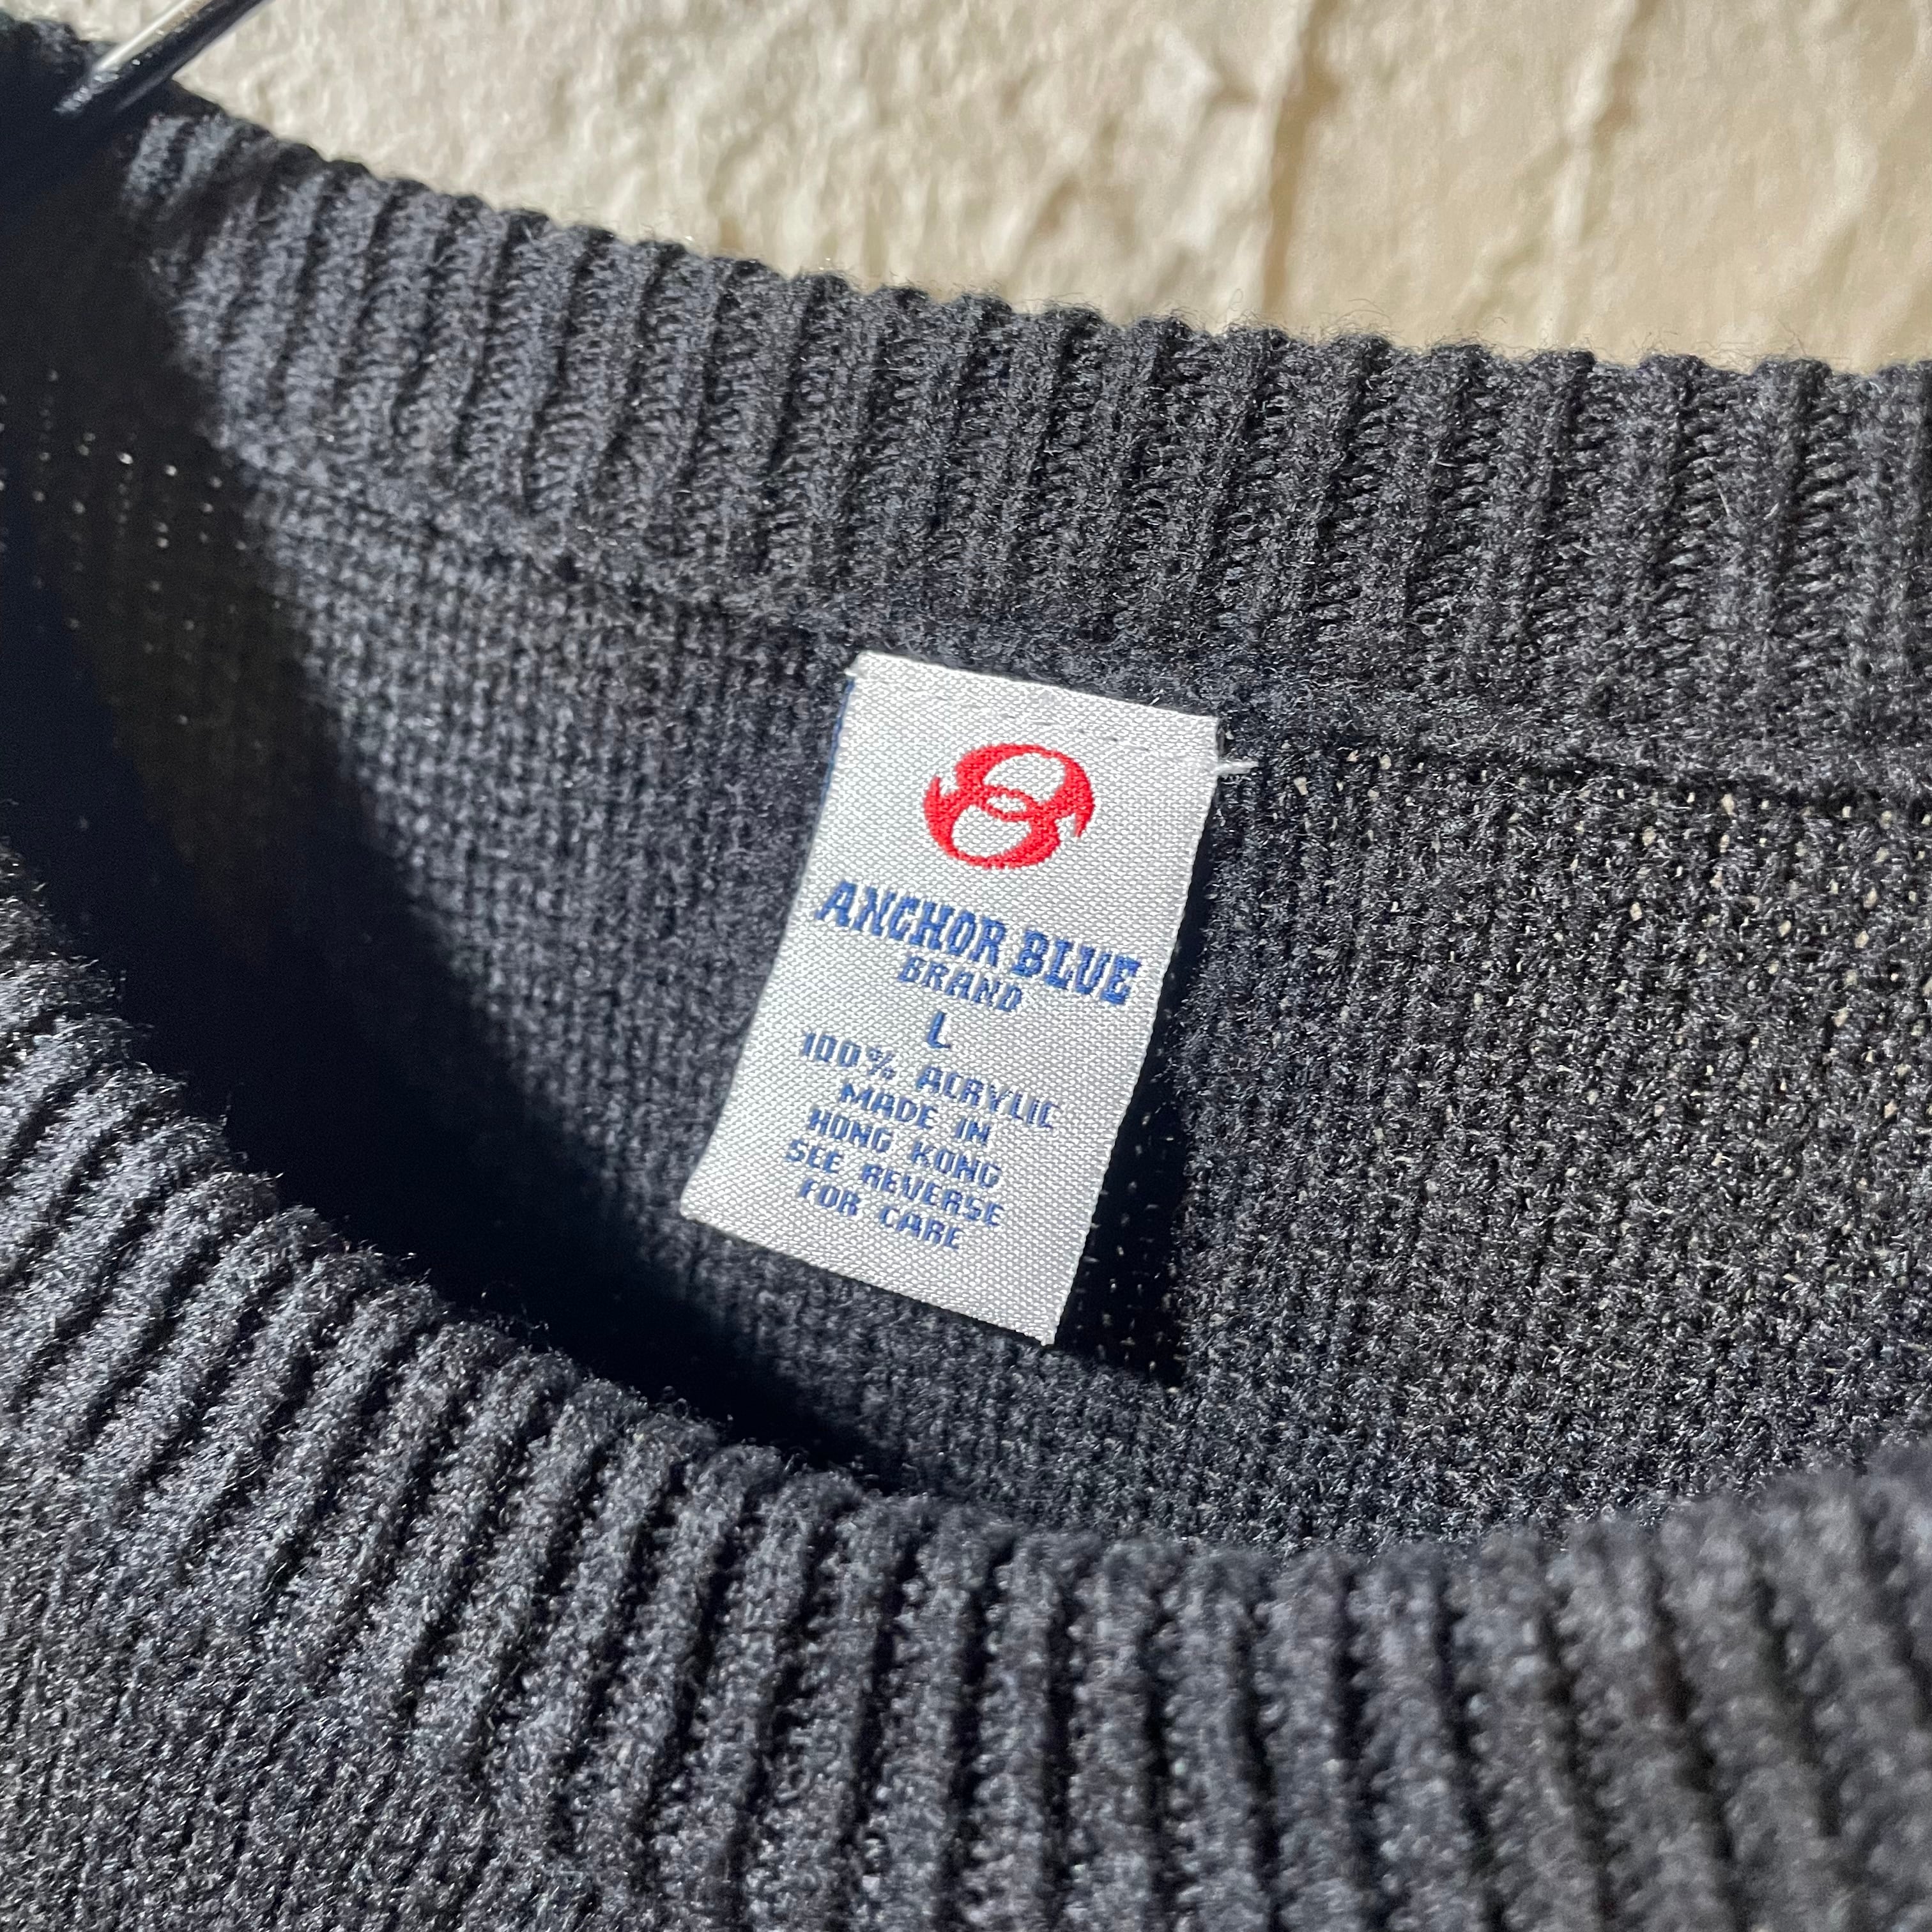 ANCHOR BLUE
BRAND
L
100% ACRYLIC
MADE IN
HONG KONG
SEE REVERSE
FOR CARE